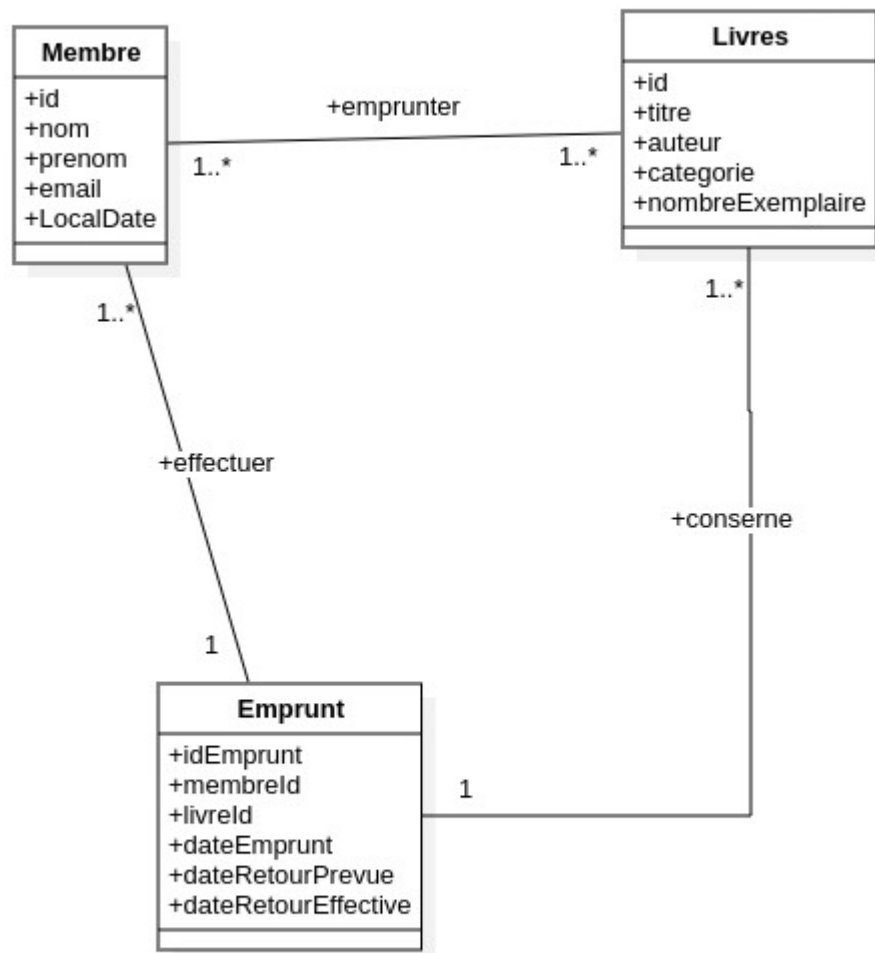 Membre
+id
+nom
+prenom
+email
+LocalDate
+emprunter
1..*
1..*
Livres
+id
+titre
+auteur
+categorie
+nombreExemplaire
1..*
1..*
+effectuer
+conserne
1
1
Emprunt
+idEmprunt
+membreId
+livreId
+dateEmprunt
+dateRetourPrevue
+dateRetourEffective